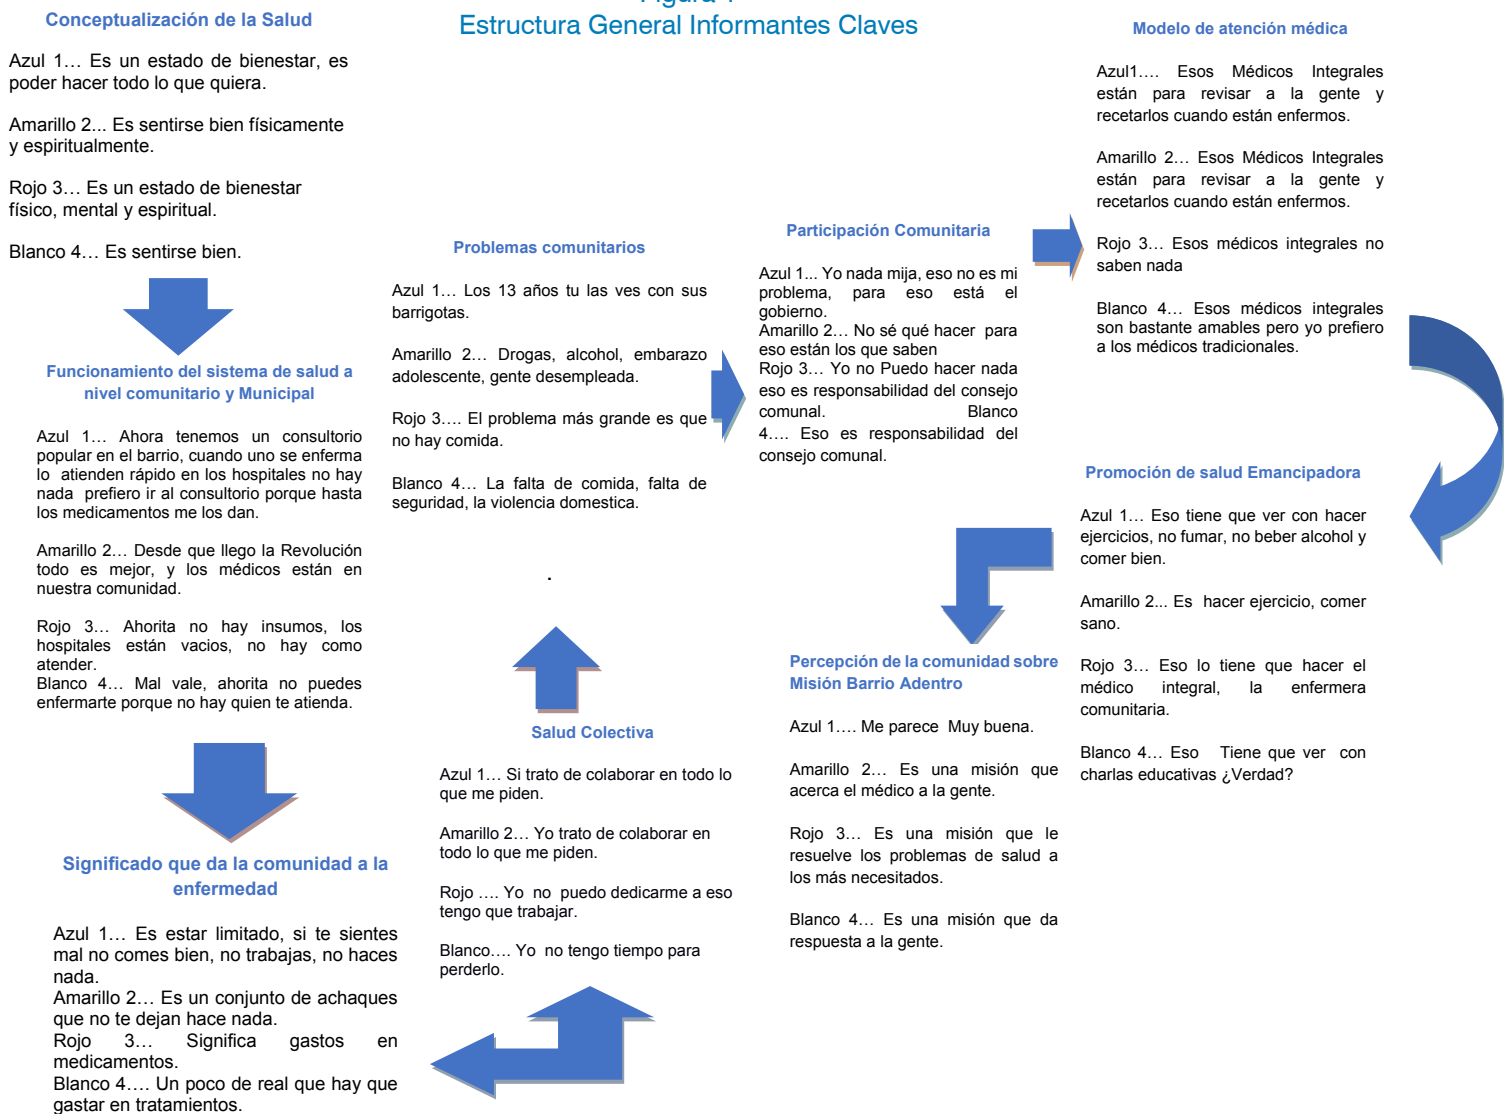 Figura 1
Estructura General Informantes Claves
Conceptualización de la Salud
Azul 1… Es un estado de bienestar, es
poder hacer todo lo que quiera.
Amarillo 2... Es sentirse bien físicamente
y espiritualmente.
Rojo 3… Es un estado de bienestar
físico, mental y espiritual.
Blanco 4… Es sentirse bien.
Funcionamiento del sistema de salud a
nivel comunitario y Municipal
Azul 1… Ahora tenemos un consultorio
popular en el barrio, cuando uno se enferma
lo atienden rápido en los hospitales no hay
nada prefiero ir al consultorio porque hasta
los medicamentos me los dan.
Amarillo 2… Desde que llego la Revolución
todo es mejor, y los médicos están en
nuestra comunidad.
Rojo 3… Ahorita no hay insumos, los
hospitales están vacios, no hay como
atender.
Blanco 4… Mal vale, ahorita no puedes
enfermarte porque no hay quien te atienda.
Significado que da la comunidad a la
enfermedad
Azul 1… Es estar limitado, si te sientes
mal no comes bien, no trabajas, no haces
nada.
Amarillo 2… Es un conjunto de achaques
que no te dejan hace nada.
Rojo 3… Significa gastos en
medicamentos.
Blanco 4…. Un poco de real que hay que
gastar en tratamientos.
Salud Colectiva
Azul 1… Si trato de colaborar en todo lo
que me piden.
Amarillo 2… Yo trato de colaborar en
todo lo que me piden.
Rojo …. Yo no puedo dedicarme a eso
tengo que trabajar.
Blanco…. Yo no tengo tiempo para
perderlo.
.
Problemas comunitarios
Azul 1… Los 13 años tu las ves con sus
barrigotas.
Amarillo 2… Drogas, alcohol, embarazo
adolescente, gente desempleada.
Rojo 3…. El problema más grande es que
no hay comida.
Blanco 4… La falta de comida, falta de
seguridad, la violencia domestica.
Participación Comunitaria
Azul 1... Yo nada mija, eso no es mi
problema, para eso está el
gobierno.
Amarillo 2… No sé qué hacer para
eso están los que saben
Rojo 3… Yo no Puedo hacer nada
eso es responsabilidad del consejo
comunal. Blanco
4…. Eso es responsabilidad del
consejo comunal.
Modelo de atención médica
Azul1…. Esos Médicos Integrales
están para revisar a la gente y
recetarlos cuando están enfermos.
Amarillo 2… Esos Médicos Integrales
están para revisar a la gente y
recetarlos cuando están enfermos.
Rojo 3… Esos médicos integrales no
saben nada
Blanco 4… Esos médicos integrales
son bastante amables pero yo prefiero
a los médicos tradicionales.
Promoción de salud Emancipadora
Azul 1… Eso tiene que ver con hacer
ejercicios, no fumar, no beber alcohol y
comer bien.
Amarillo 2... Es hacer ejercicio, comer
sano.
Rojo 3… Eso lo tiene que hacer el
médico integral, la enfermera
comunitaria.
Blanco 4… Eso Tiene que ver con
charlas educativas ¿Verdad?
Percepción de la comunidad sobre
Misión Barrio Adentro
Azul 1…. Me parece Muy buena.
Amarillo 2… Es una misión que
acerca el médico a la gente.
Rojo 3… Es una misión que le
resuelve los problemas de salud a
los más necesitados.
Blanco 4… Es una misión que da
respuesta a la gente.